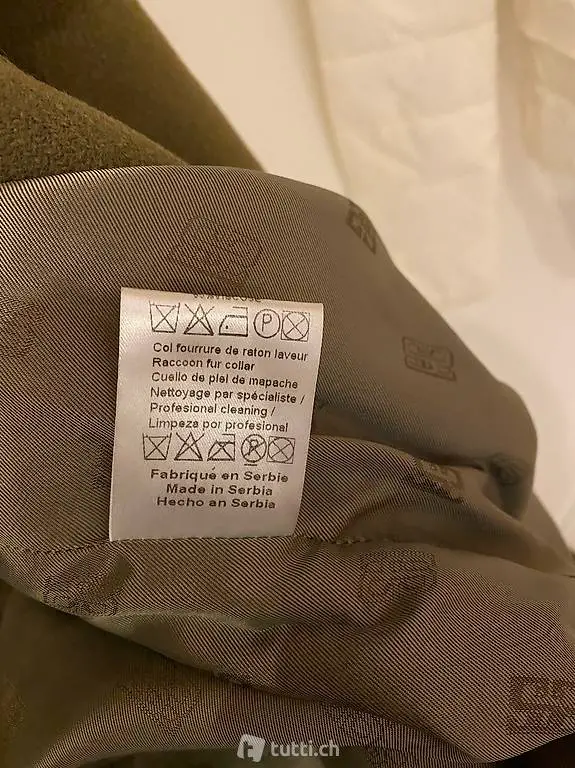 P
Col fourrure de raton laveur
Raccoon fur collar
Cuello de piel de mapache
Nettoyage par spécialiste /
Profesional cleaning /
Limpeza por profesional
P
Fabriqué en Serbie
Made in Serbia
Hecho an Serbia
tutti.ch